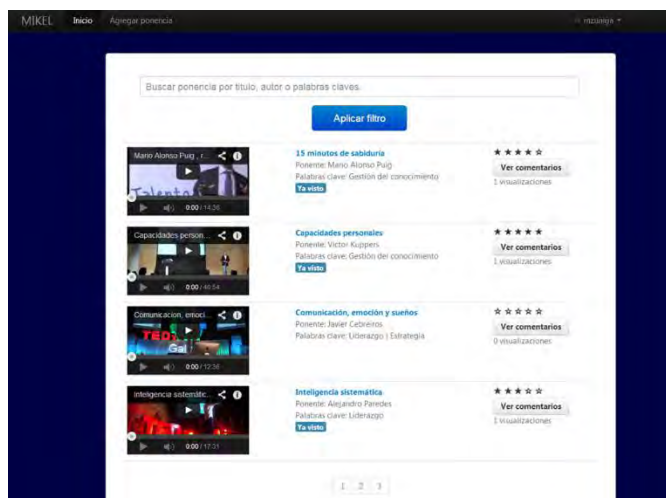 MIKEL Inicio Agregar ponencia mzuniga
Buscar ponencia por título, autor o palabras claves.
Aplicar filtro
Mario Alonso Puig , r...
Talento
0:00 / 14:36
15 minutos de sabiduría
Ponente: Mario Alonso Puig
Palabras clave: Gestión del conocimiento
Ya visto
Ver comentarios
1 visualizaciones
Capacidades person...
0:00 / 46:54
Capacidades personales
Ponente: Victor Kuppers
Palabras clave: Gestión del conocimiento
Ya visto
Ver comentarios
1 visualizaciones
Comunicacion, emoci...
TEDx
Gal
0:00 / 12:36
Comunicación, emoción y sueños
Ponente: Javier Cebreiros
Palabras clave: Liderazgo | Estrategia
Ver comentarios
0 visualizaciones
Inteligencia sistemátic...
0:00 / 17:31
Inteligencia sistemática
Ponente: Alejandro Paredes
Palabras clave: Liderazgo
Ya visto
Ver comentarios
1 visualizaciones
1 2 3